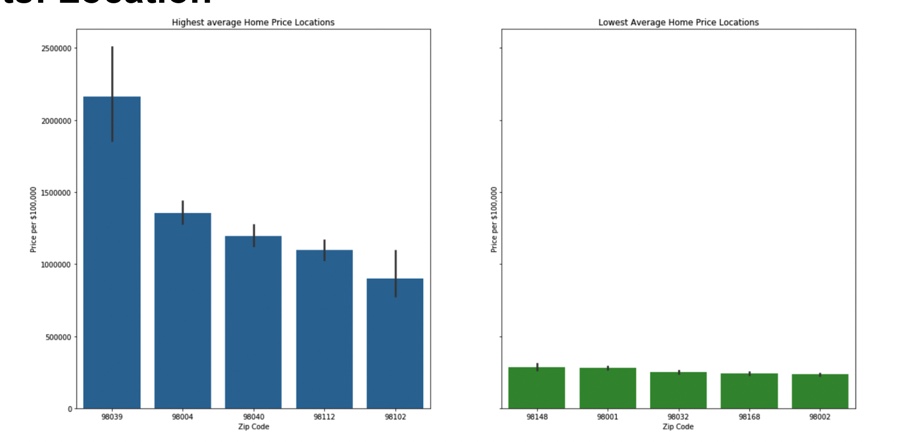 Location
Highest average Home Price Locations
Price per $100,000
2500000
2000000
1500000
1000000
500000
0
98039 98004 98040 98112 98102
Zip Code
Lowest Average Home Price Locations
Price per $100,000
98148 98001 98032 98168 98002
Zip Code